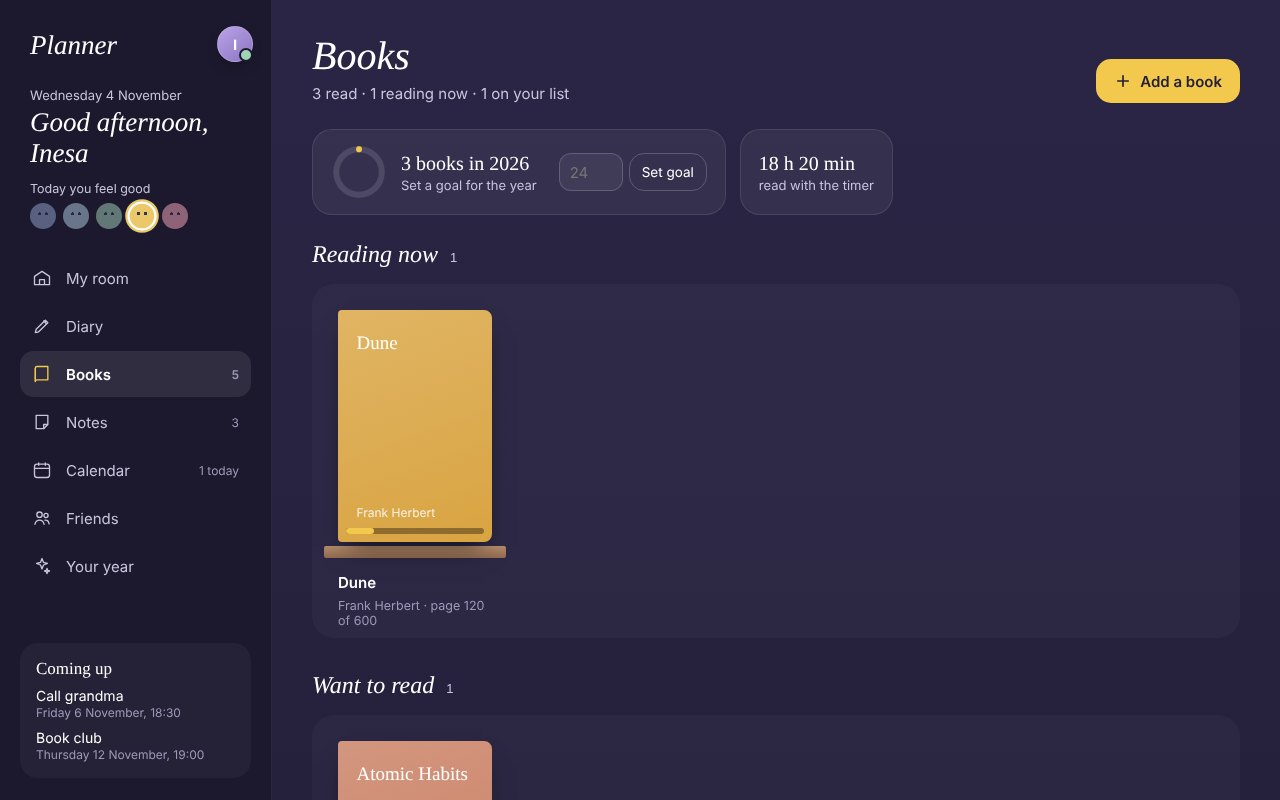 Planner
I
Wednesday 4 November
Good afternoon,
Inesa
Today you feel good
My room
Diary
Books 5
Notes 3
Calendar 1 today
Friends
Your year
Coming up
Call grandma
Friday 6 November, 18:30
Book club
Thursday 12 November, 19:00
Books
3 read · 1 reading now · 1 on your list
Add a book
3 books in 2026
Set a goal for the year
24
Set goal
18 h 20 min
read with the timer
Reading now 1
Dune
Frank Herbert
Dune
Frank Herbert · page 120
of 600
Want to read 1
Atomic Habits